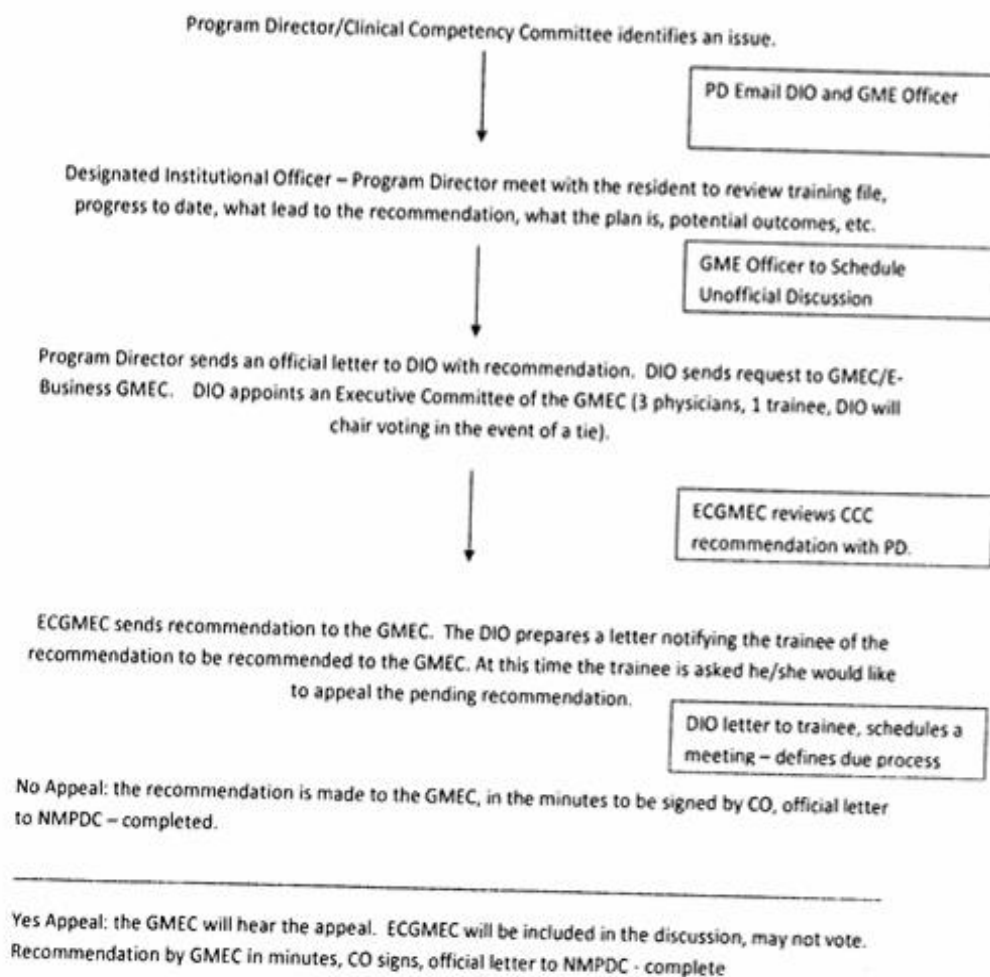 Program Director/Clinical Competency Committee identifies an issue.
PD Email DIO and GME Officer
Designated Institutional Officer – Program Director meet with the resident to review training file,
progress to date, what lead to the recommendation, what the plan is, potential outcomes, etc.
GME Officer to Schedule
Unofficial Discussion
Program Director sends an official letter to DIO with recommendation. DIO sends request to GMEC/E-
Business GMEC. DIO appoints an Executive Committee of the GMEC (3 physicians, 1 trainee, DIO will
chair voting in the event of a tie).
ECGMEC reviews CCC
recommendation with PD.
ECGMEC sends recommendation to the GMEC. The DIO prepares a letter notifying the trainee of the
recommendation to be recommended to the GMEC. At this time the trainee is asked he/she would like
to appeal the pending recommendation.
DIO letter to trainee, schedules a
meeting – defines due process
No Appeal: the recommendation is made to the GMEC, in the minutes to be signed by CO, official letter
to NMPDC – completed.
Yes Appeal: the GMEC will hear the appeal. ECGMEC will be included in the discussion, may not vote.
Recommendation by GMEC in minutes, CO signs, official letter to NMPDC - complete